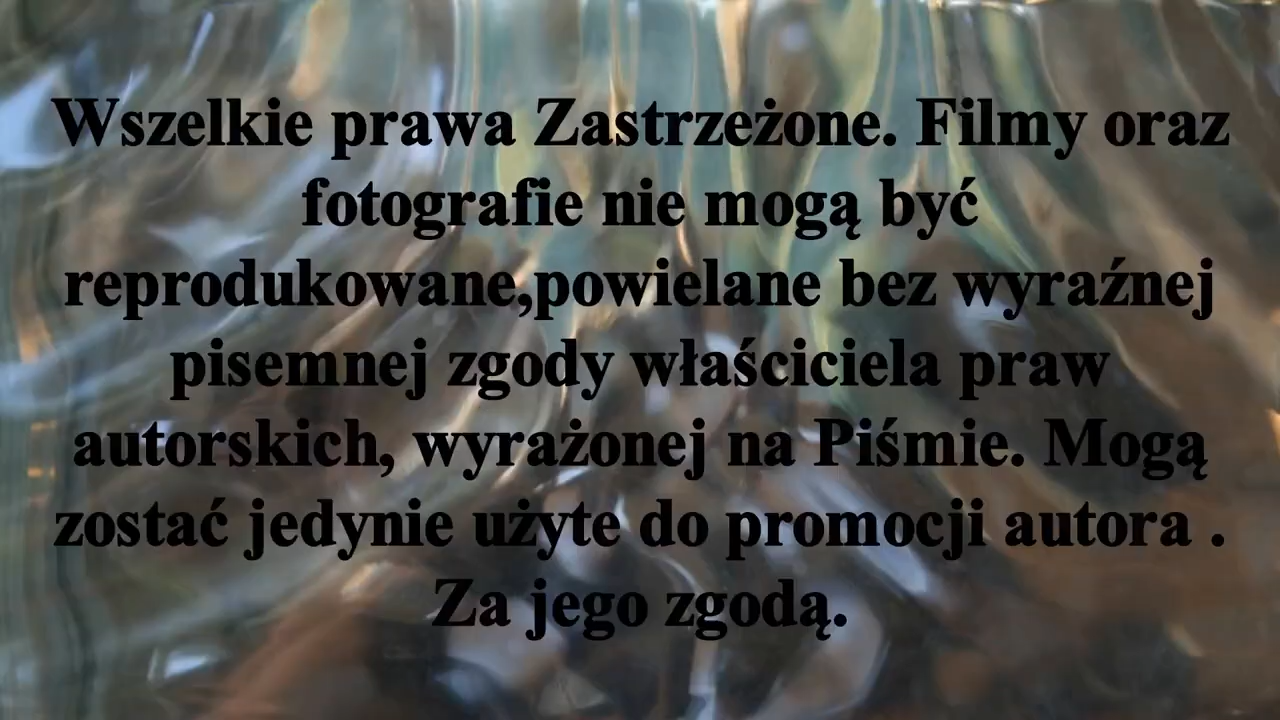 Wszelkie prawa Zastrzeżone. Filmy oraz
fotografie nie mogą być
reprodukowane,powielane bez wyraźnej
pisemnej zgody właściciela praw
autorskich, wyrażonej na Piśmie. Mogą
zostać jedynie użyte do promocji autora .
Za jego zgodą.